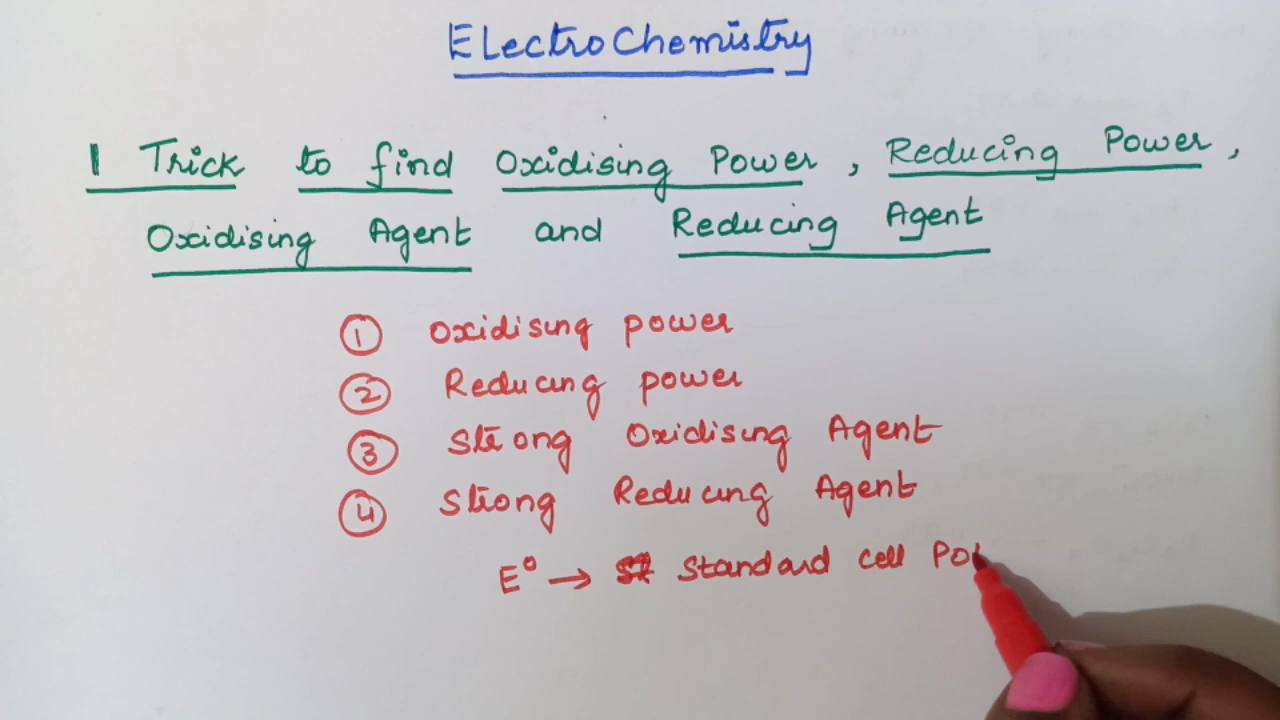 ELectroChemistry
1 Trick to find Oxidising Power, Reducing Power,
Oxidising Agent and Reducing Agent
1 Oxidising power
2 Reducing power
3 Strong Oxidising Agent
4 Strong Reducing Agent
E° → Standard cell Po